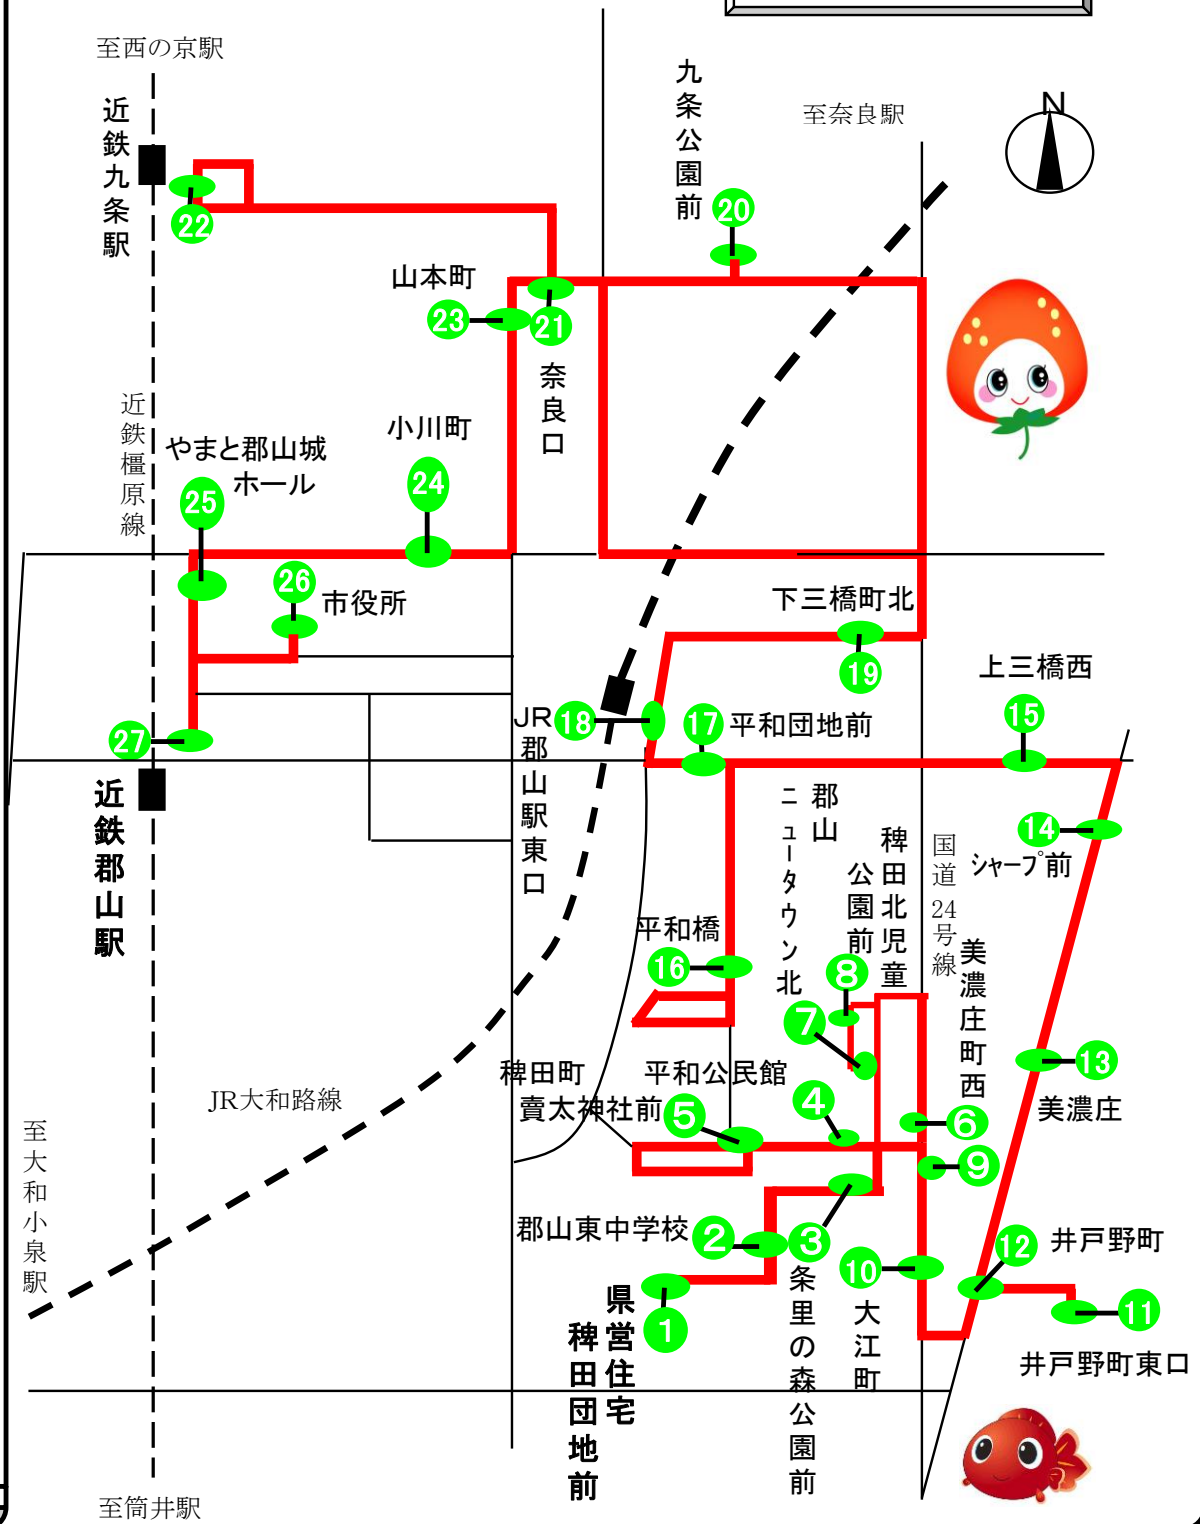 至西の京駅
近鉄九条駅
22
九条公園前
20
至奈良駅
N
山本町
23
21
奈良口
近鉄橿原線
やまと郡山城
ホール
25
小川町
24
26
市役所
下三橋町北
19
上三橋西
15
27
近鉄郡山駅
JR郡山駅東口
18
17
平和団地前
14
シャープ前
郡山
ニュータウン北
稗田北児童
公園前
国道24号線
平和橋
16
8
7
美濃庄町西
13
美濃庄
JR大和路線
稗田町
賣太神社前
平和公民館
5
4
6
9
至大和小泉駅
郡山東中学校
2
3
条里の森公園前
10
大江町
12
井戸野町
11
井戸野町東口
1
県営住宅
稗田団地前
至筒井駅